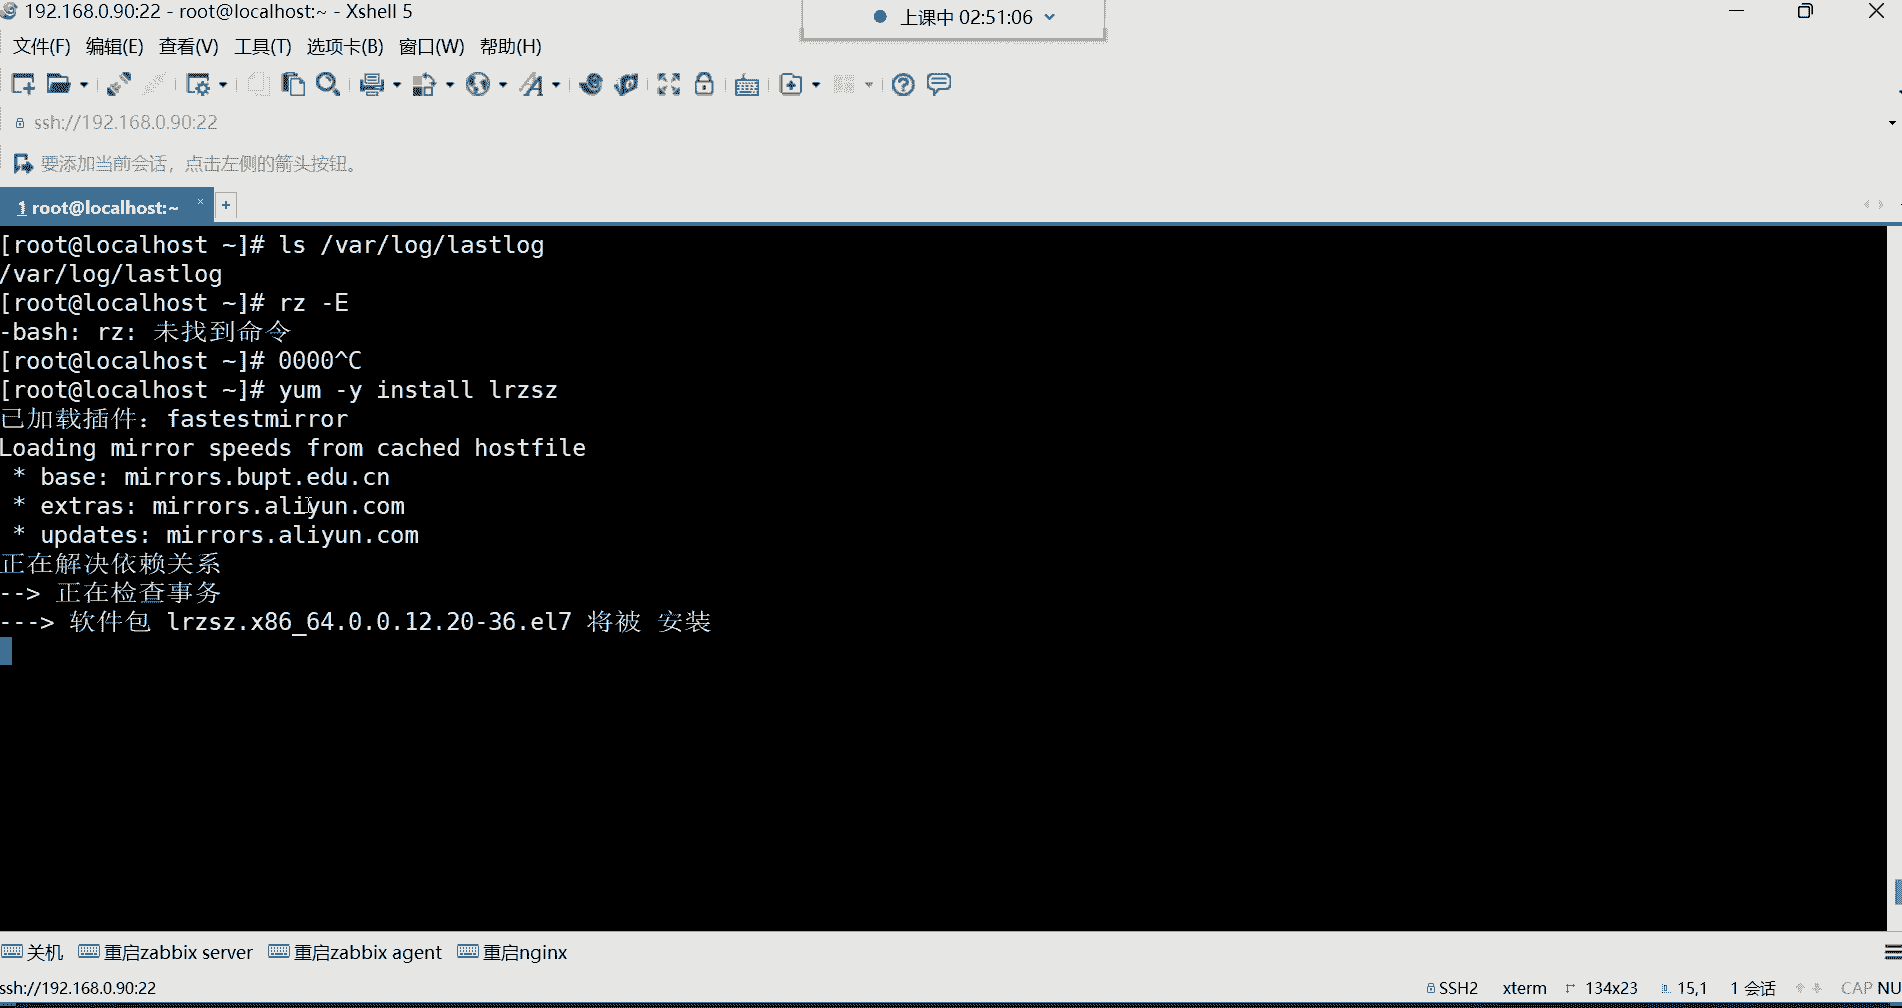 192.168.0.90:22 - root@localhost:~ - Xshell 5
上课中 02:51:06
文件(F) 编辑(E) 查看(V) 工具(T) 选项卡(B) 窗口(W) 帮助(H)
ssh://192.168.0.90:22
要添加当前会话，点击左侧的箭头按钮。
1 root@localhost:~ × +
[root@localhost ~]# ls /var/log/lastlog
/var/log/lastlog
[root@localhost ~]# rz -E
-bash: rz: 未找到命令
[root@localhost ~]# 0000^C
[root@localhost ~]# yum -y install lrzsz
已加载插件：fastestmirror
Loading mirror speeds from cached hostfile
 * base: mirrors.bupt.edu.cn
 * extras: mirrors.aliyun.com
 * updates: mirrors.aliyun.com
正在解决依赖关系
--> 正在检查事务
---> 软件包 lrzsz.x86_64.0.0.12.20-36.el7 将被 安装
关机 重启zabbix server 重启zabbix agent 重启nginx
ssh://192.168.0.90:22 SSH2 xterm 134x23 15,1 1 会话 CAP NU